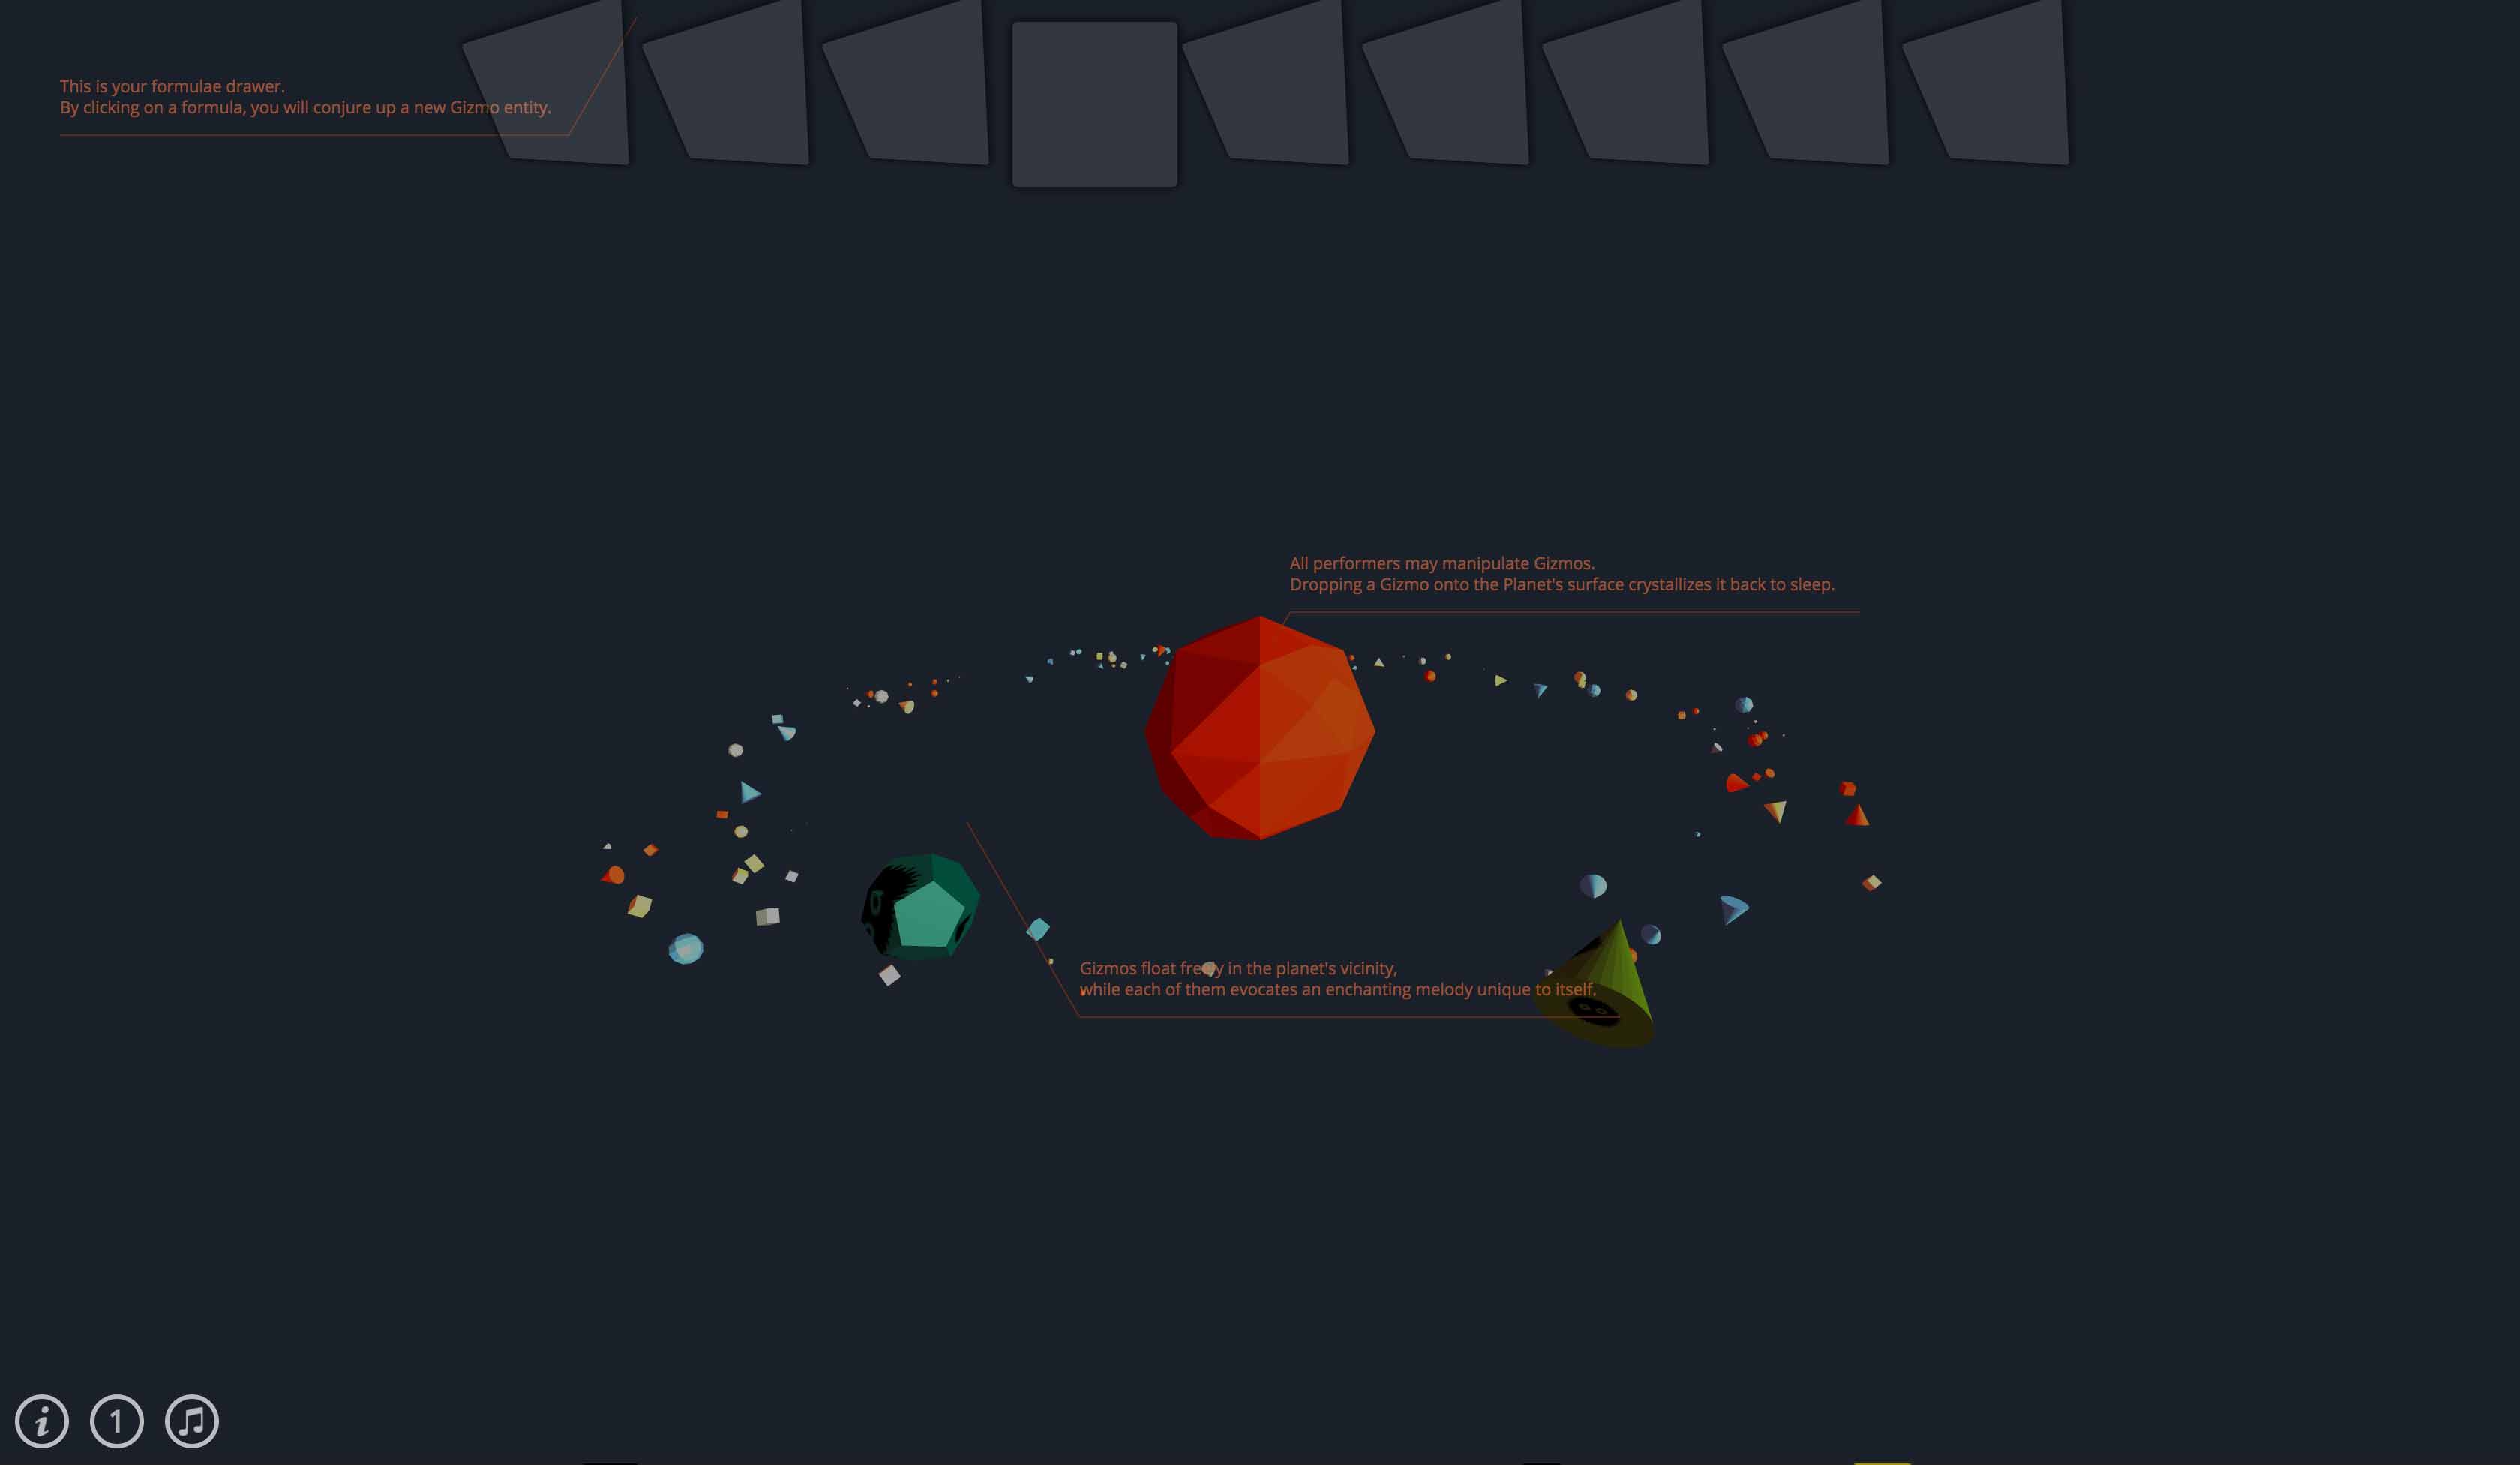 This is your formulae drawer.
By clicking on a formula, you will conjure up a new Gizmo entity.
All performers may manipulate Gizmos.
Dropping a Gizmo onto the Planet's surface crystallizes it back to sleep.
Gizmos float freely in the planet's vicinity,
while each of them evocates an enchanting melody unique to itself.
i
1